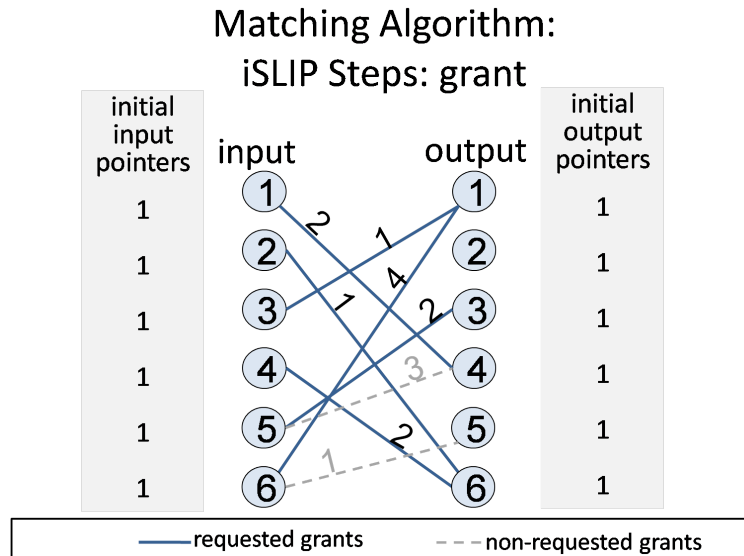 Matching Algorithm:
iSLIP Steps: grant
initial
input
pointers
1
1
1
1
1
1
input
1
2
3
4
5
6
2
1
1
4
2
3
2
1
output
1
2
3
4
5
6
initial
output
pointers
1
1
1
1
1
1
requested grants
non-requested grants